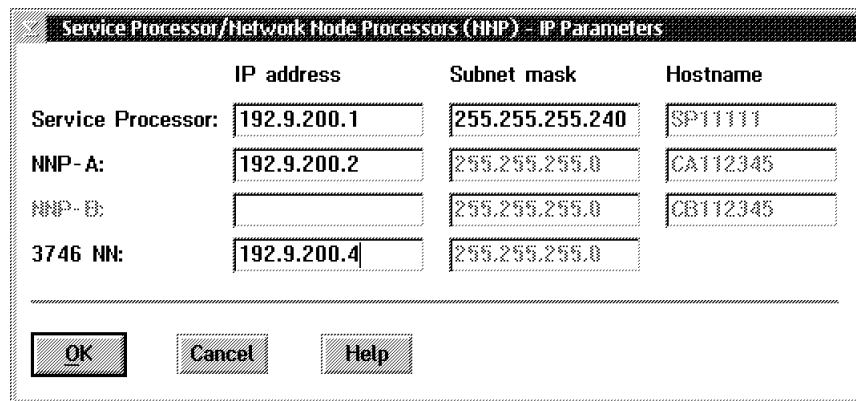 Service Processor/Network Node Processors (NNP) - IP Parameters
IP address Subnet mask Hostname
Service Processor: 192.9.200.1 255.255.255.240 SP11111
NNP-A: 192.9.200.2 255.255.255.0 CA112345
NNP-B: 255.255.255.0 CB112345
3746 NN: 192.9.200.4 255.255.255.0
OK Cancel Help